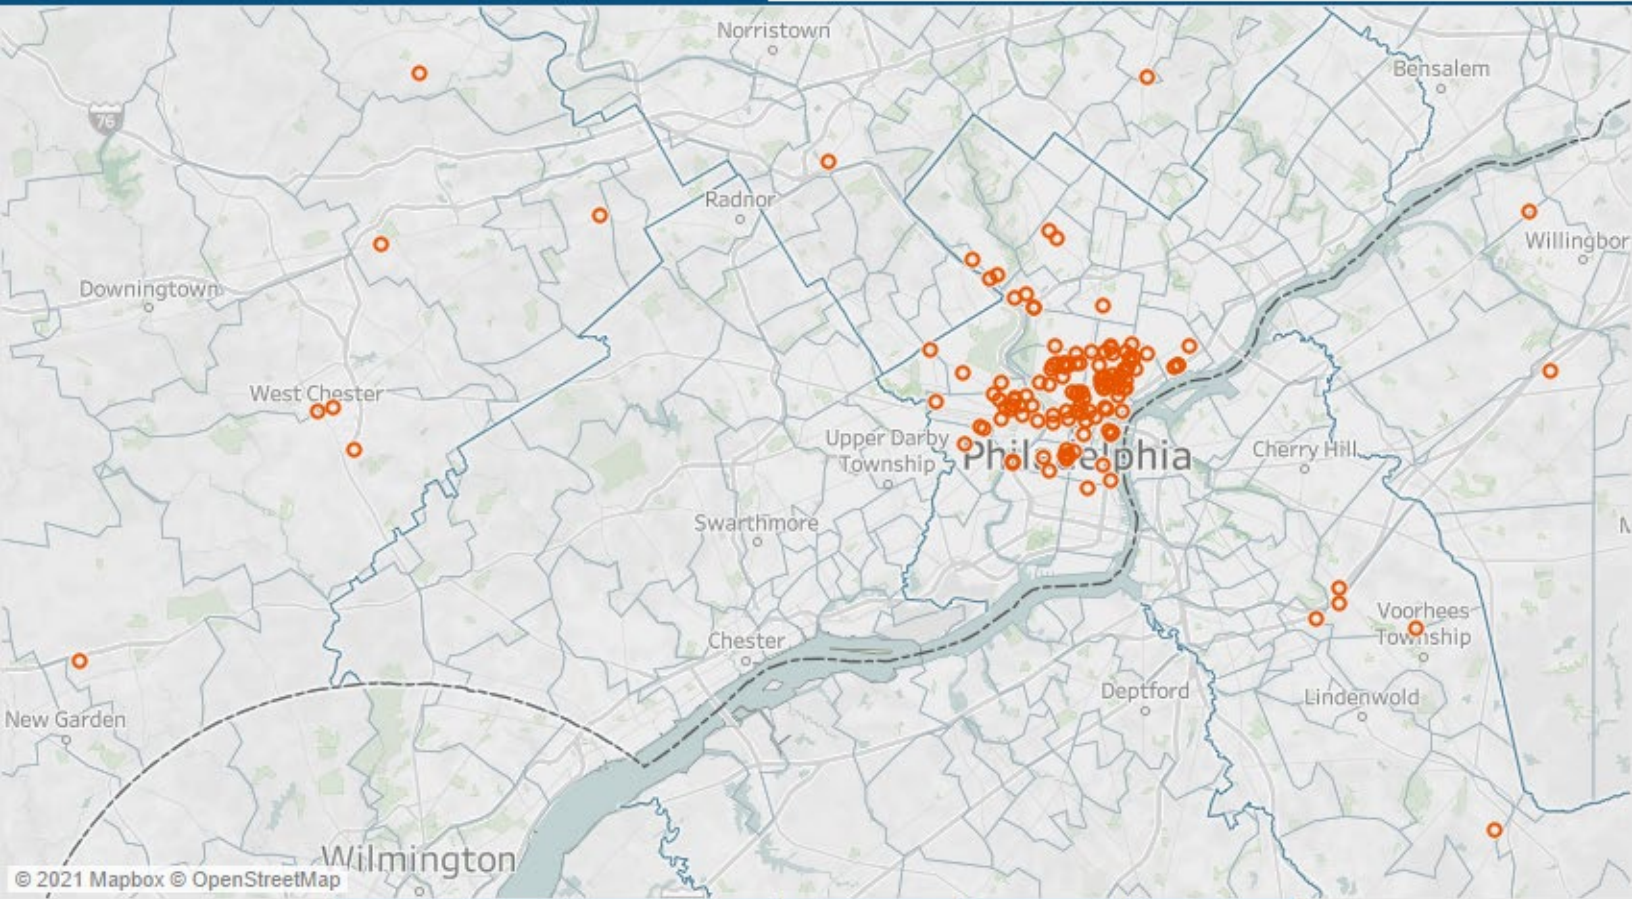 Norristown
Bensalem
76
Radnor
Willingbor
Downingtown
West Chester
Upper Darby
Township
Philadelphia
Cherry Hill
Swarthmore
Voorhees
Township
Chester
New Garden
Deptford
Lindenwold
Wilmington
© 2021 Mapbox © OpenStreetMap